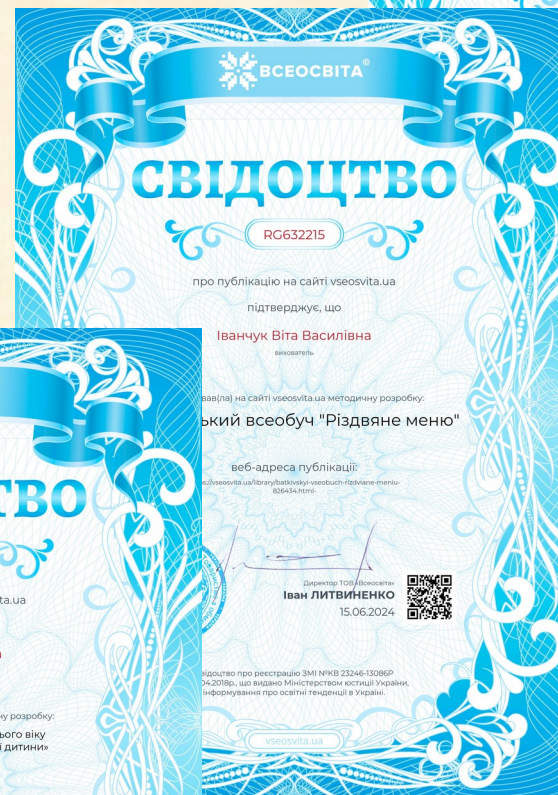 ВСЕОСВІТА®
СВІДОЦТВО
RG632215
про публікацію на сайті vseosvita.ua
підтверджує, що
Іванчук Віта Василівна
вихователь
вав(ла) на сайті vseosvita.ua методичну розробку:
ький всеобуч "Різдвяне меню"
веб-адреса публікації:
s://vseosvita.ua/library/batkivskyi-vseobuch-rizdviane-meniu-
826434.html-
Директор ТОВ «Всеосвіта»
Іван ЛИТВИНЕНКО
15.06.2024
відоцтво про реєстрацію ЗМІ №КВ 23246-13086Р
04.2018р., що видано Міністерством юстиції України,
інформування про освітні тенденції в Україні.
vseosvita.ua
ТВО
ta.ua
ну розробку:
ього віку
ї дитини»